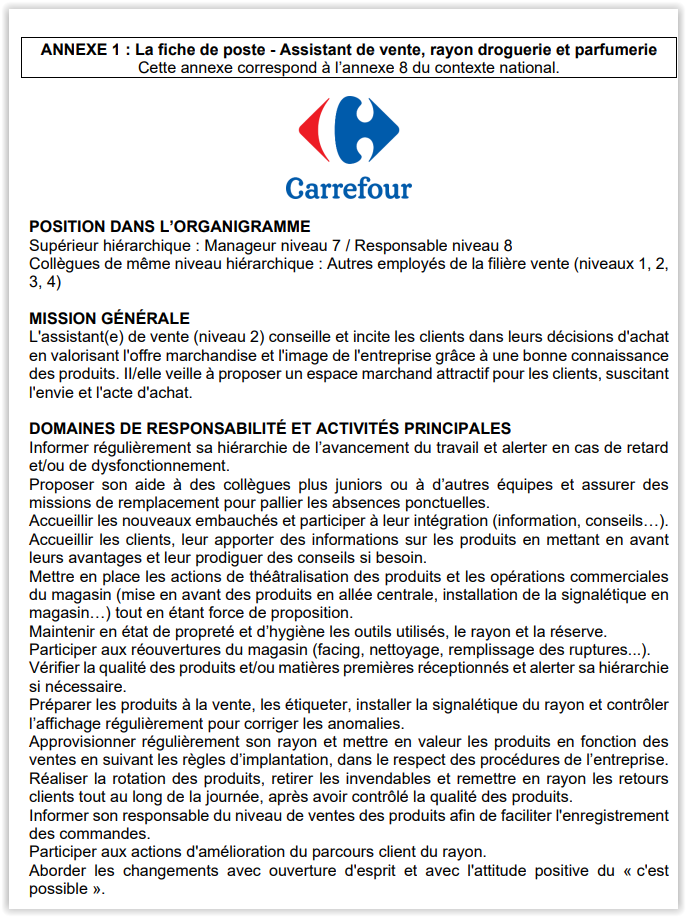 ANNEXE 1 : La fiche de poste - Assistant de vente, rayon droguerie et parfumerie
Cette annexe correspond à l’annexe 8 du contexte national.
Carrefour
POSITION DANS L’ORGANIGRAMME
Supérieur hiérarchique : Manageur niveau 7 / Responsable niveau 8
Collègues de même niveau hiérarchique : Autres employés de la filière vente (niveaux 1, 2,
3, 4)
MISSION GÉNÉRALE
L'assistant(e) de vente (niveau 2) conseille et incite les clients dans leurs décisions d'achat
en valorisant l'offre marchandise et l'image de l'entreprise grâce à une bonne connaissance
des produits. Il/elle veille à proposer un espace marchand attractif pour les clients, suscitant
l'envie et l'acte d'achat.
DOMAINES DE RESPONSABILITÉ ET ACTIVITÉS PRINCIPALES
Informer régulièrement sa hiérarchie de l’avancement du travail et alerter en cas de retard
et/ou de dysfonctionnement.
Proposer son aide à des collègues plus juniors ou à d’autres équipes et assurer des
missions de remplacement pour pallier les absences ponctuelles.
Accueillir les nouveaux embauchés et participer à leur intégration (information, conseils…).
Accueillir les clients, leur apporter des informations sur les produits en mettant en avant
leurs avantages et leur prodiguer des conseils si besoin.
Mettre en place les actions de théâtralisation des produits et les opérations commerciales
du magasin (mise en avant des produits en allée centrale, installation de la signalétique en
magasin…) tout en étant force de proposition.
Maintenir en état de propreté et d’hygiène les outils utilisés, le rayon et la réserve.
Participer aux réouvertures du magasin (facing, nettoyage, remplissage des ruptures...).
Vérifier la qualité des produits et/ou matières premières réceptionnés et alerter sa hiérarchie
si nécessaire.
Préparer les produits à la vente, les étiqueter, installer la signalétique du rayon et contrôler
l’affichage régulièrement pour corriger les anomalies.
Approvisionner régulièrement son rayon et mettre en valeur les produits en fonction des
ventes en suivant les règles d’implantation, dans le respect des procédures de l’entreprise.
Réaliser la rotation des produits, retirer les invendables et remettre en rayon les retours
clients tout au long de la journée, après avoir contrôlé la qualité des produits.
Informer son responsable du niveau de ventes des produits afin de faciliter l'enregistrement
des commandes.
Participer aux actions d'amélioration du parcours client du rayon.
Aborder les changements avec ouverture d'esprit et avec l'attitude positive du « c'est
possible ».